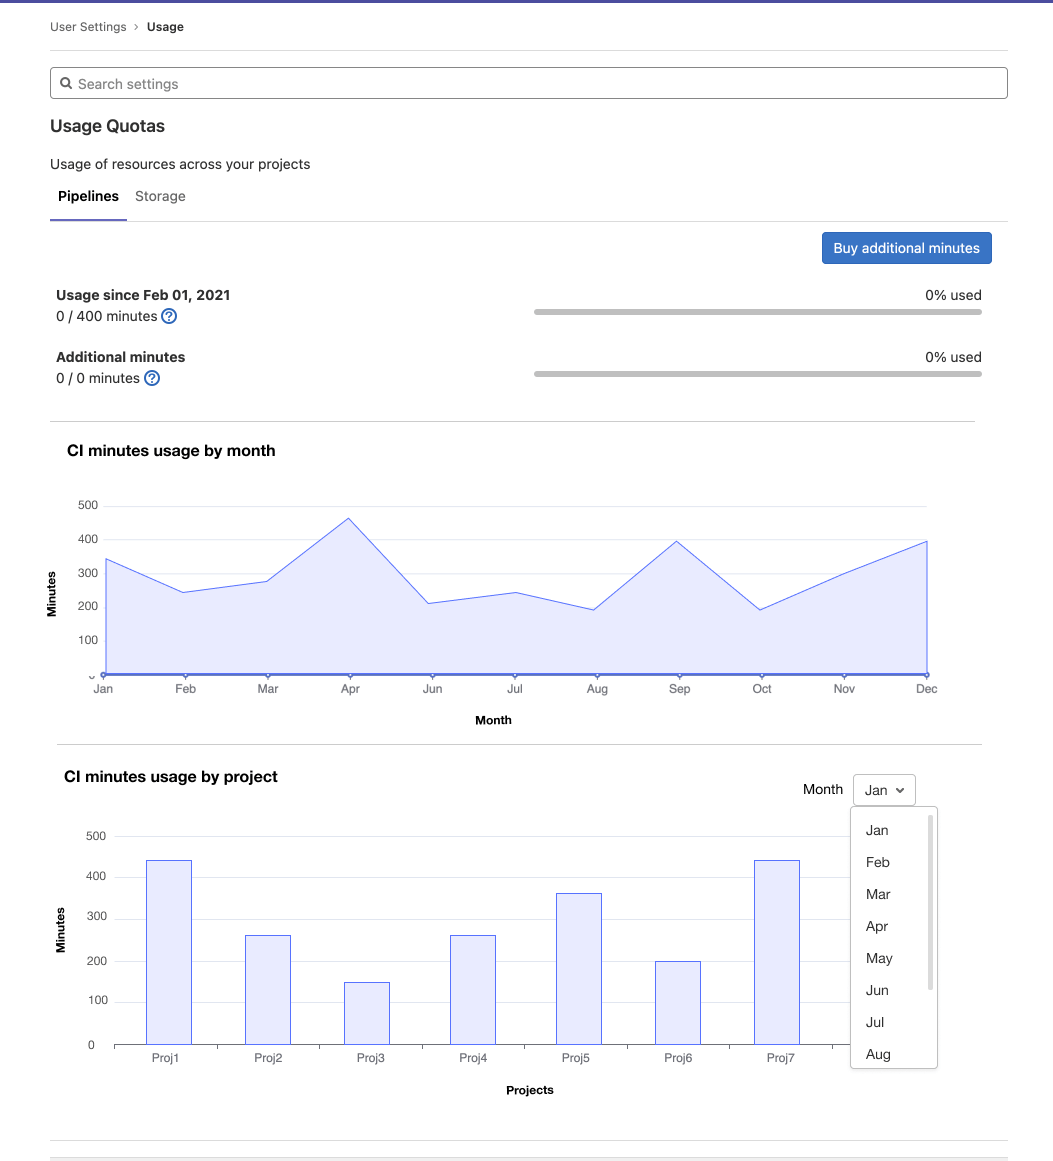 User Settings › Usage
Search settings
Usage Quotas
Usage of resources across your projects
Pipelines Storage
Buy additional minutes
Usage since Feb 01, 2021 0% used
0 / 400 minutes ?
Additional minutes 0% used
0 / 0 minutes ?
CI minutes usage by month
500
400
300
200
100
Minutes
Jan Feb Mar Apr Jun Jul Aug Sep Oct Nov Dec
Month
CI minutes usage by project
Month Jan
Jan
Feb
Mar
Apr
May
Jun
Jul
Aug
500
400
300
200
100
0
Minutes
Proj1 Proj2 Proj3 Proj4 Proj5 Proj6 Proj7
Projects